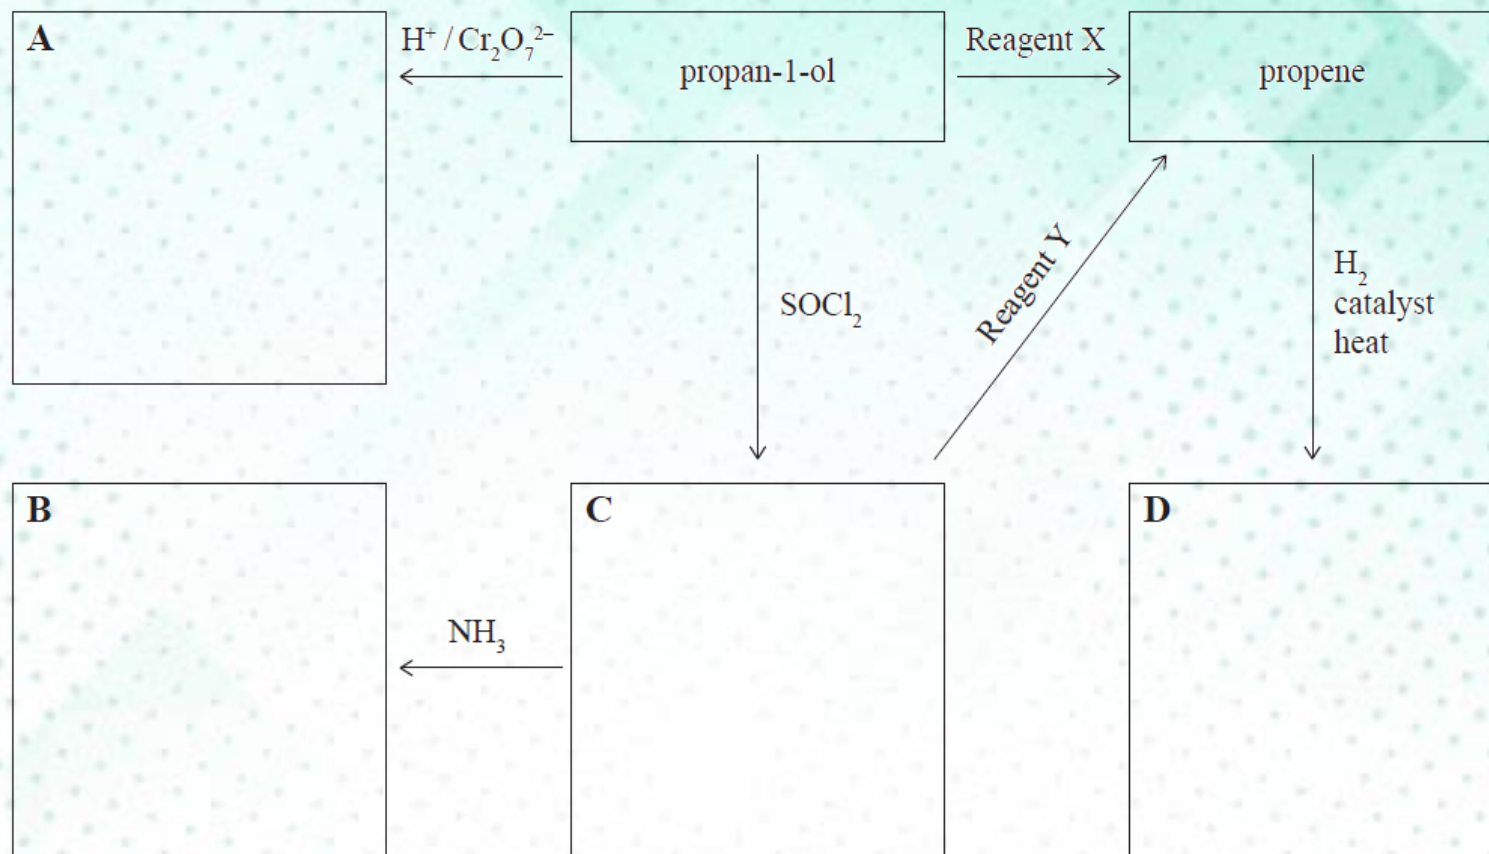 A
H⁺ / Cr₂O₇²⁻
propan-1-ol
Reagent X
propene
SOCl₂
Reagent Y
H₂
catalyst
heat
B
NH₃
C
D